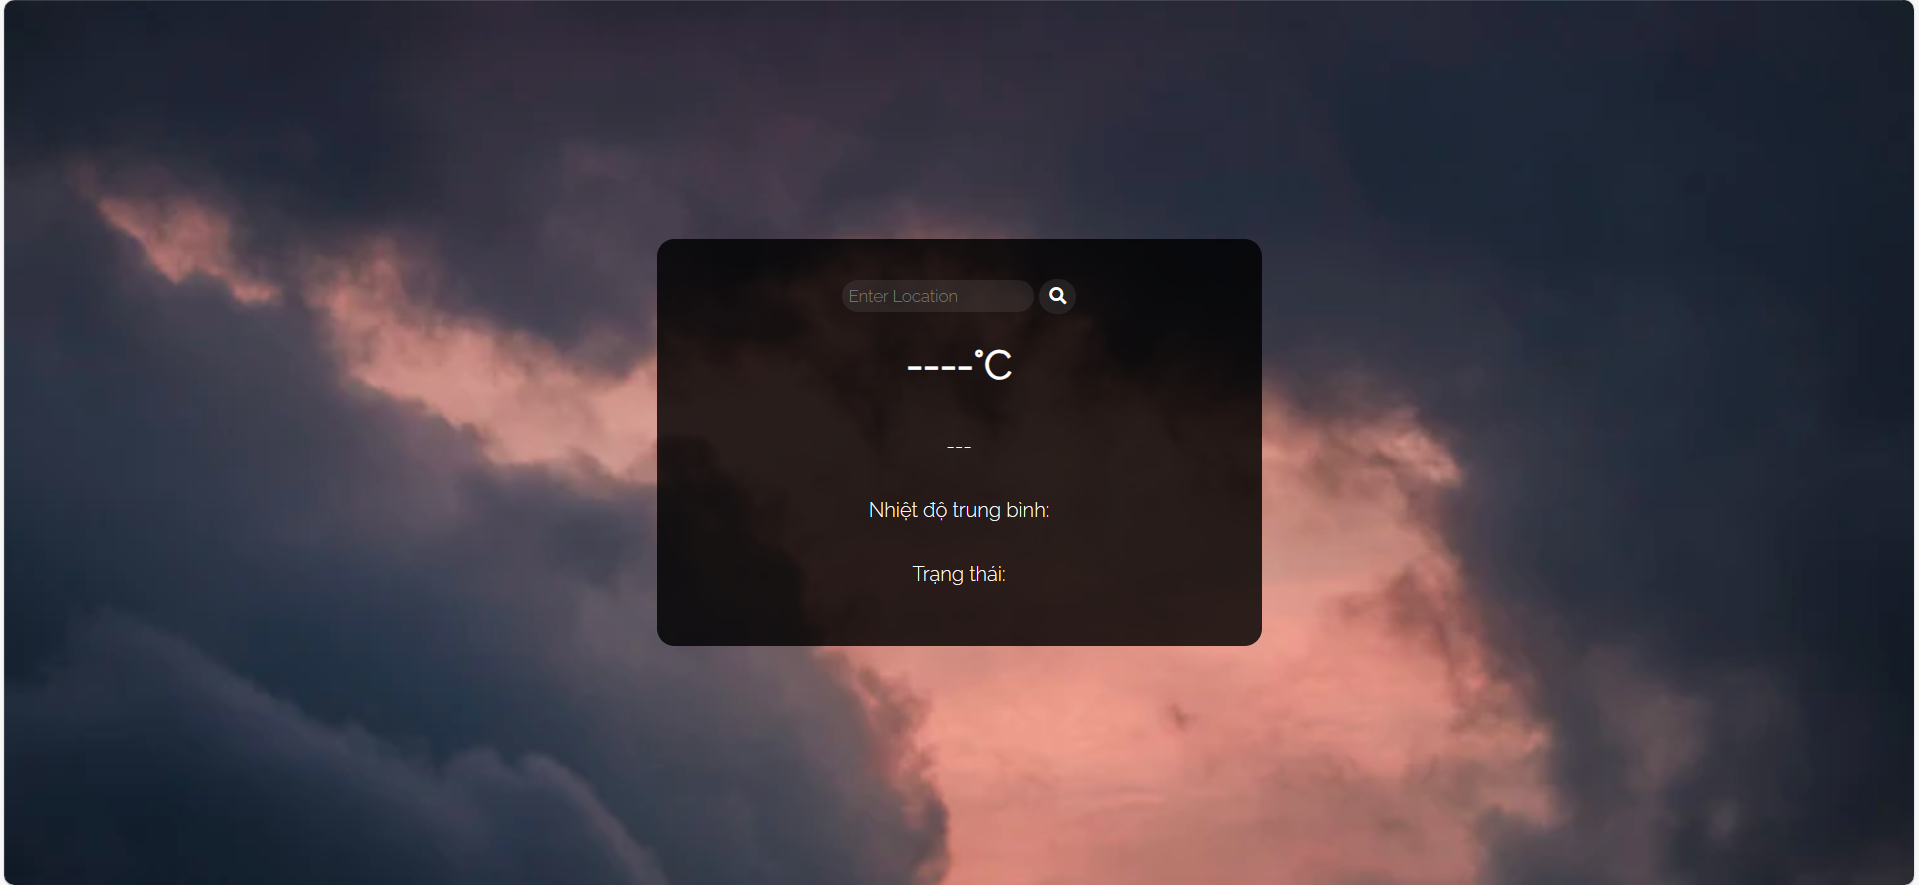 Enter Location
----°C
---
Nhiệt độ trung bình:
Trạng thái: